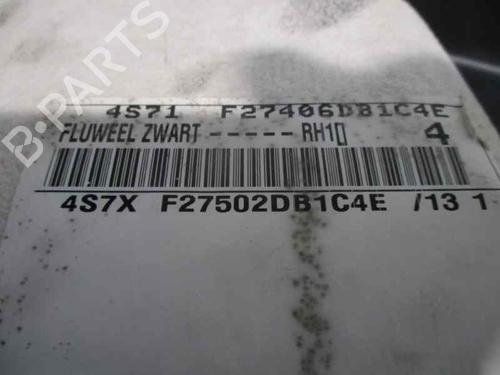 B-PARTS
4S71 F27406DB1C4E
FLUWEEL ZWART ----- RH1▯ 4
4S7X F27502DB1C4E /13 1